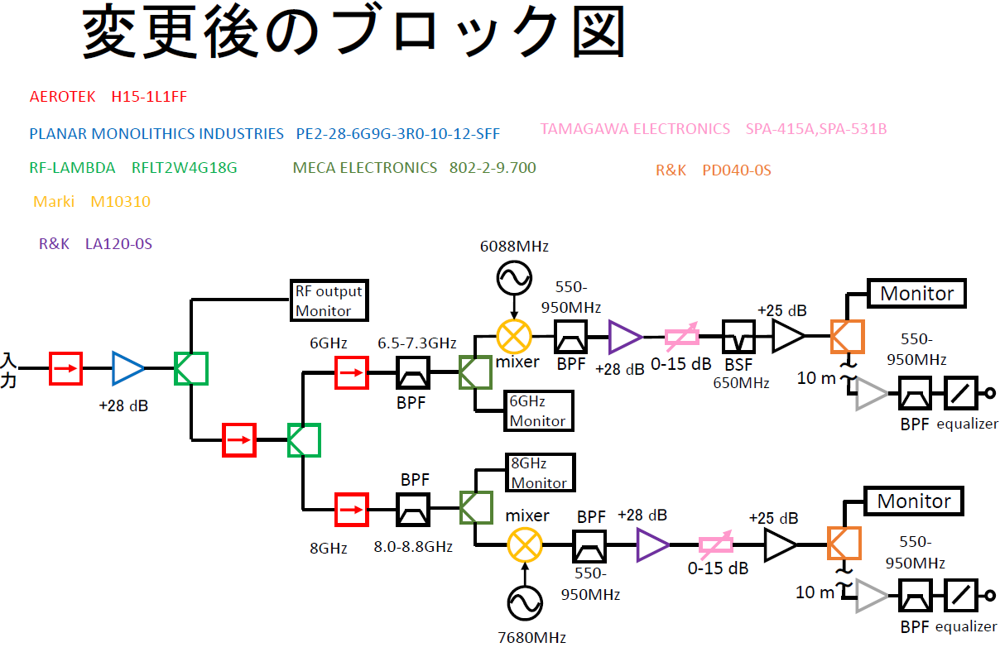 変更後のブロック図
AEROTEK H15-1L1FF
PLANAR MONOLITHICS INDUSTRIES PE2-28-6G9G-3R0-10-12-SFF
TAMAGAWA ELECTRONICS SPA-415A,SPA-531B
RF-LAMBDA RFLT2W4G18G
MECA ELECTRONICS 802-2-9.700
R&K PD040-0S
Marki M10310
R&K LA120-0S
6088MHz
RF output
Monitor
550-
950MHz
+25 dB
Monitor
入
力
+28 dB
6GHz
6.5-7.3GHz
BPF
mixer
BPF
+28 dB
0-15 dB
BSF
650MHz
10 m
550-
950MHz
BPF
equalizer
6GHz
Monitor
8GHz
Monitor
BPF
8GHz
8.0-8.8GHz
mixer
7680MHz
BPF
550-
950MHz
+28 dB
0-15 dB
+25 dB
Monitor
10 m
550-
950MHz
BPF
equalizer